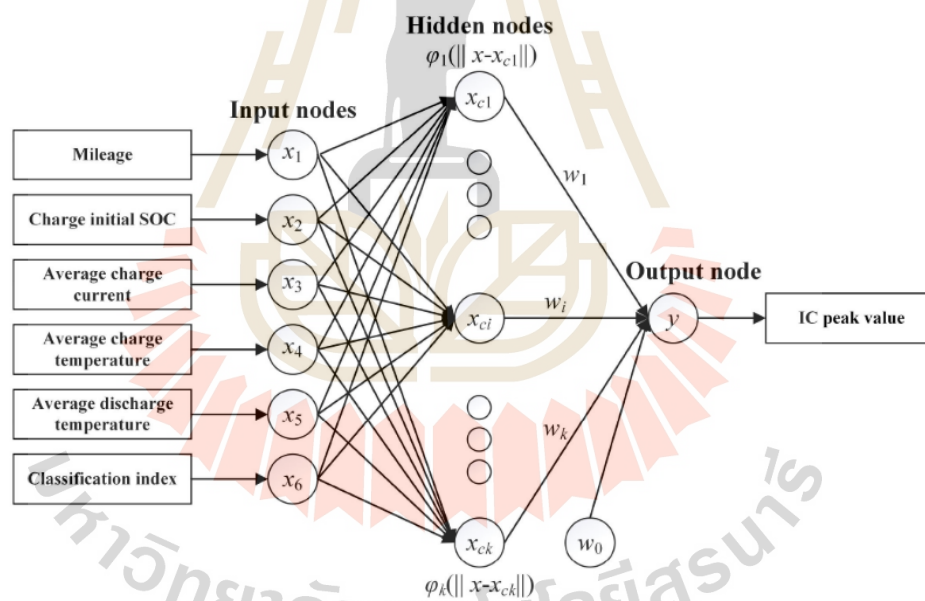 Hidden nodes
φ1(|| x-xc1||)
xc1
Input nodes
Mileage
x1
w1
Charge initial SOC
x2
Average charge
current
x3
Output node
xci
wi
y
IC peak value
Average charge
temperature
x4
Average discharge
temperature
x5
wk
Classification index
x6
xck
w0
φk(|| x-xck||)